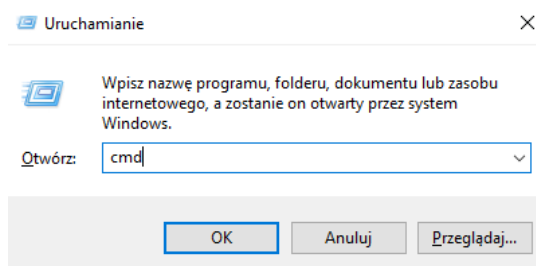 Uruchamianie
Wpisz nazwę programu, folderu, dokumentu lub zasobu
internetowego, a zostanie on otwarty przez system
Windows.
Otwórz: cmd
OK Anuluj Przeglądaj...